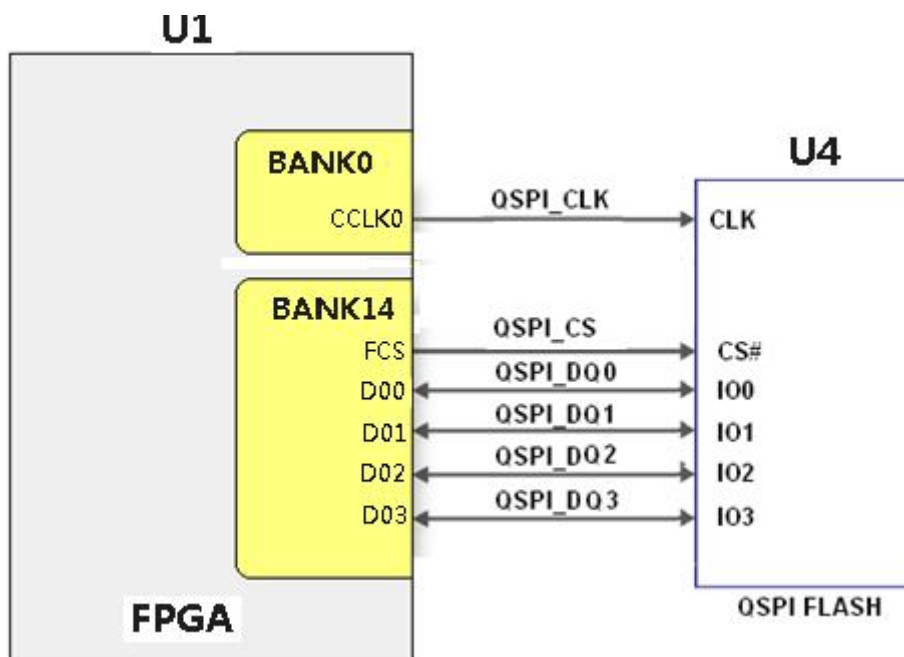 U1
U4
BANK0
CCLK0
QSPI_CLK
CLK
BANK14
FCS
QSPI_CS
CS#
D00
QSPI_DQ0
IO0
D01
QSPI_DQ1
IO1
D02
QSPI_DQ2
IO2
D03
QSPI_DQ3
IO3
FPGA
QSPI FLASH